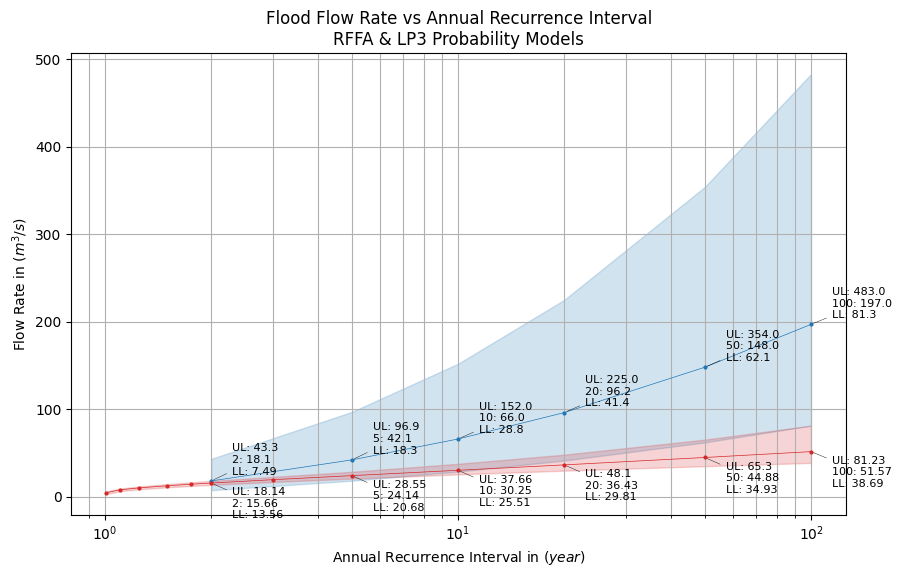 Flood Flow Rate vs Annual Recurrence Interval
RFFA & LP3 Probability Models
Flow Rate in (m³/s)
500
400
300
200
100
0
UL: 43.3
2: 18.1
LL: 7.49
UL: 96.9
5: 42.1
LL: 18.3
UL: 152.0
10: 66.0
LL: 28.8
UL: 225.0
20: 96.2
LL: 41.4
UL: 354.0
50: 148.0
LL: 62.1
UL: 483.0
100: 197.0
LL: 81.3
UL: 18.14
2: 15.66
LL: 13.56
UL: 28.55
5: 24.14
LL: 20.68
UL: 37.66
10: 30.25
LL: 25.51
UL: 48.1
20: 36.43
LL: 29.81
UL: 65.3
50: 44.88
LL: 34.93
UL: 81.23
100: 51.57
LL: 38.69
10⁰
10¹
10²
Annual Recurrence Interval in (year)